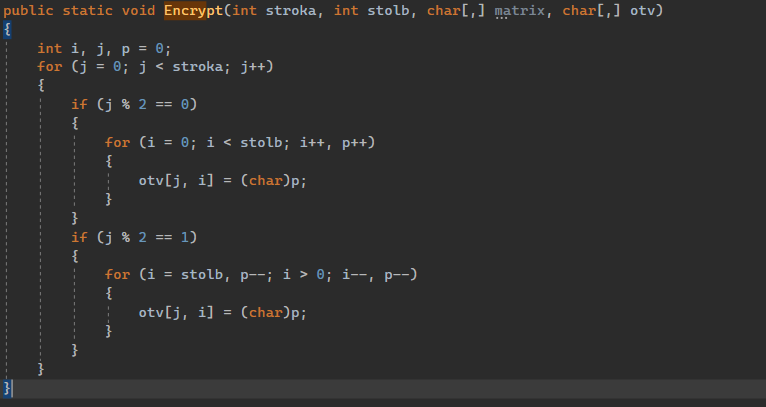 public static void Encrypt(int stroka, int stolb, char[,] matrix, char[,] otv)
{
    int i, j, p = 0;
    for (j = 0; j < stroka; j++)
    {
        if (j % 2 == 0)
        {
            for (i = 0; i < stolb; i++, p++)
            {
                otv[j, i] = (char)p;
            }
        }
        if (j % 2 == 1)
        {
            for (i = stolb, p--; i > 0; i--, p--)
            {
                otv[j, i] = (char)p;
            }
        }
    }
}